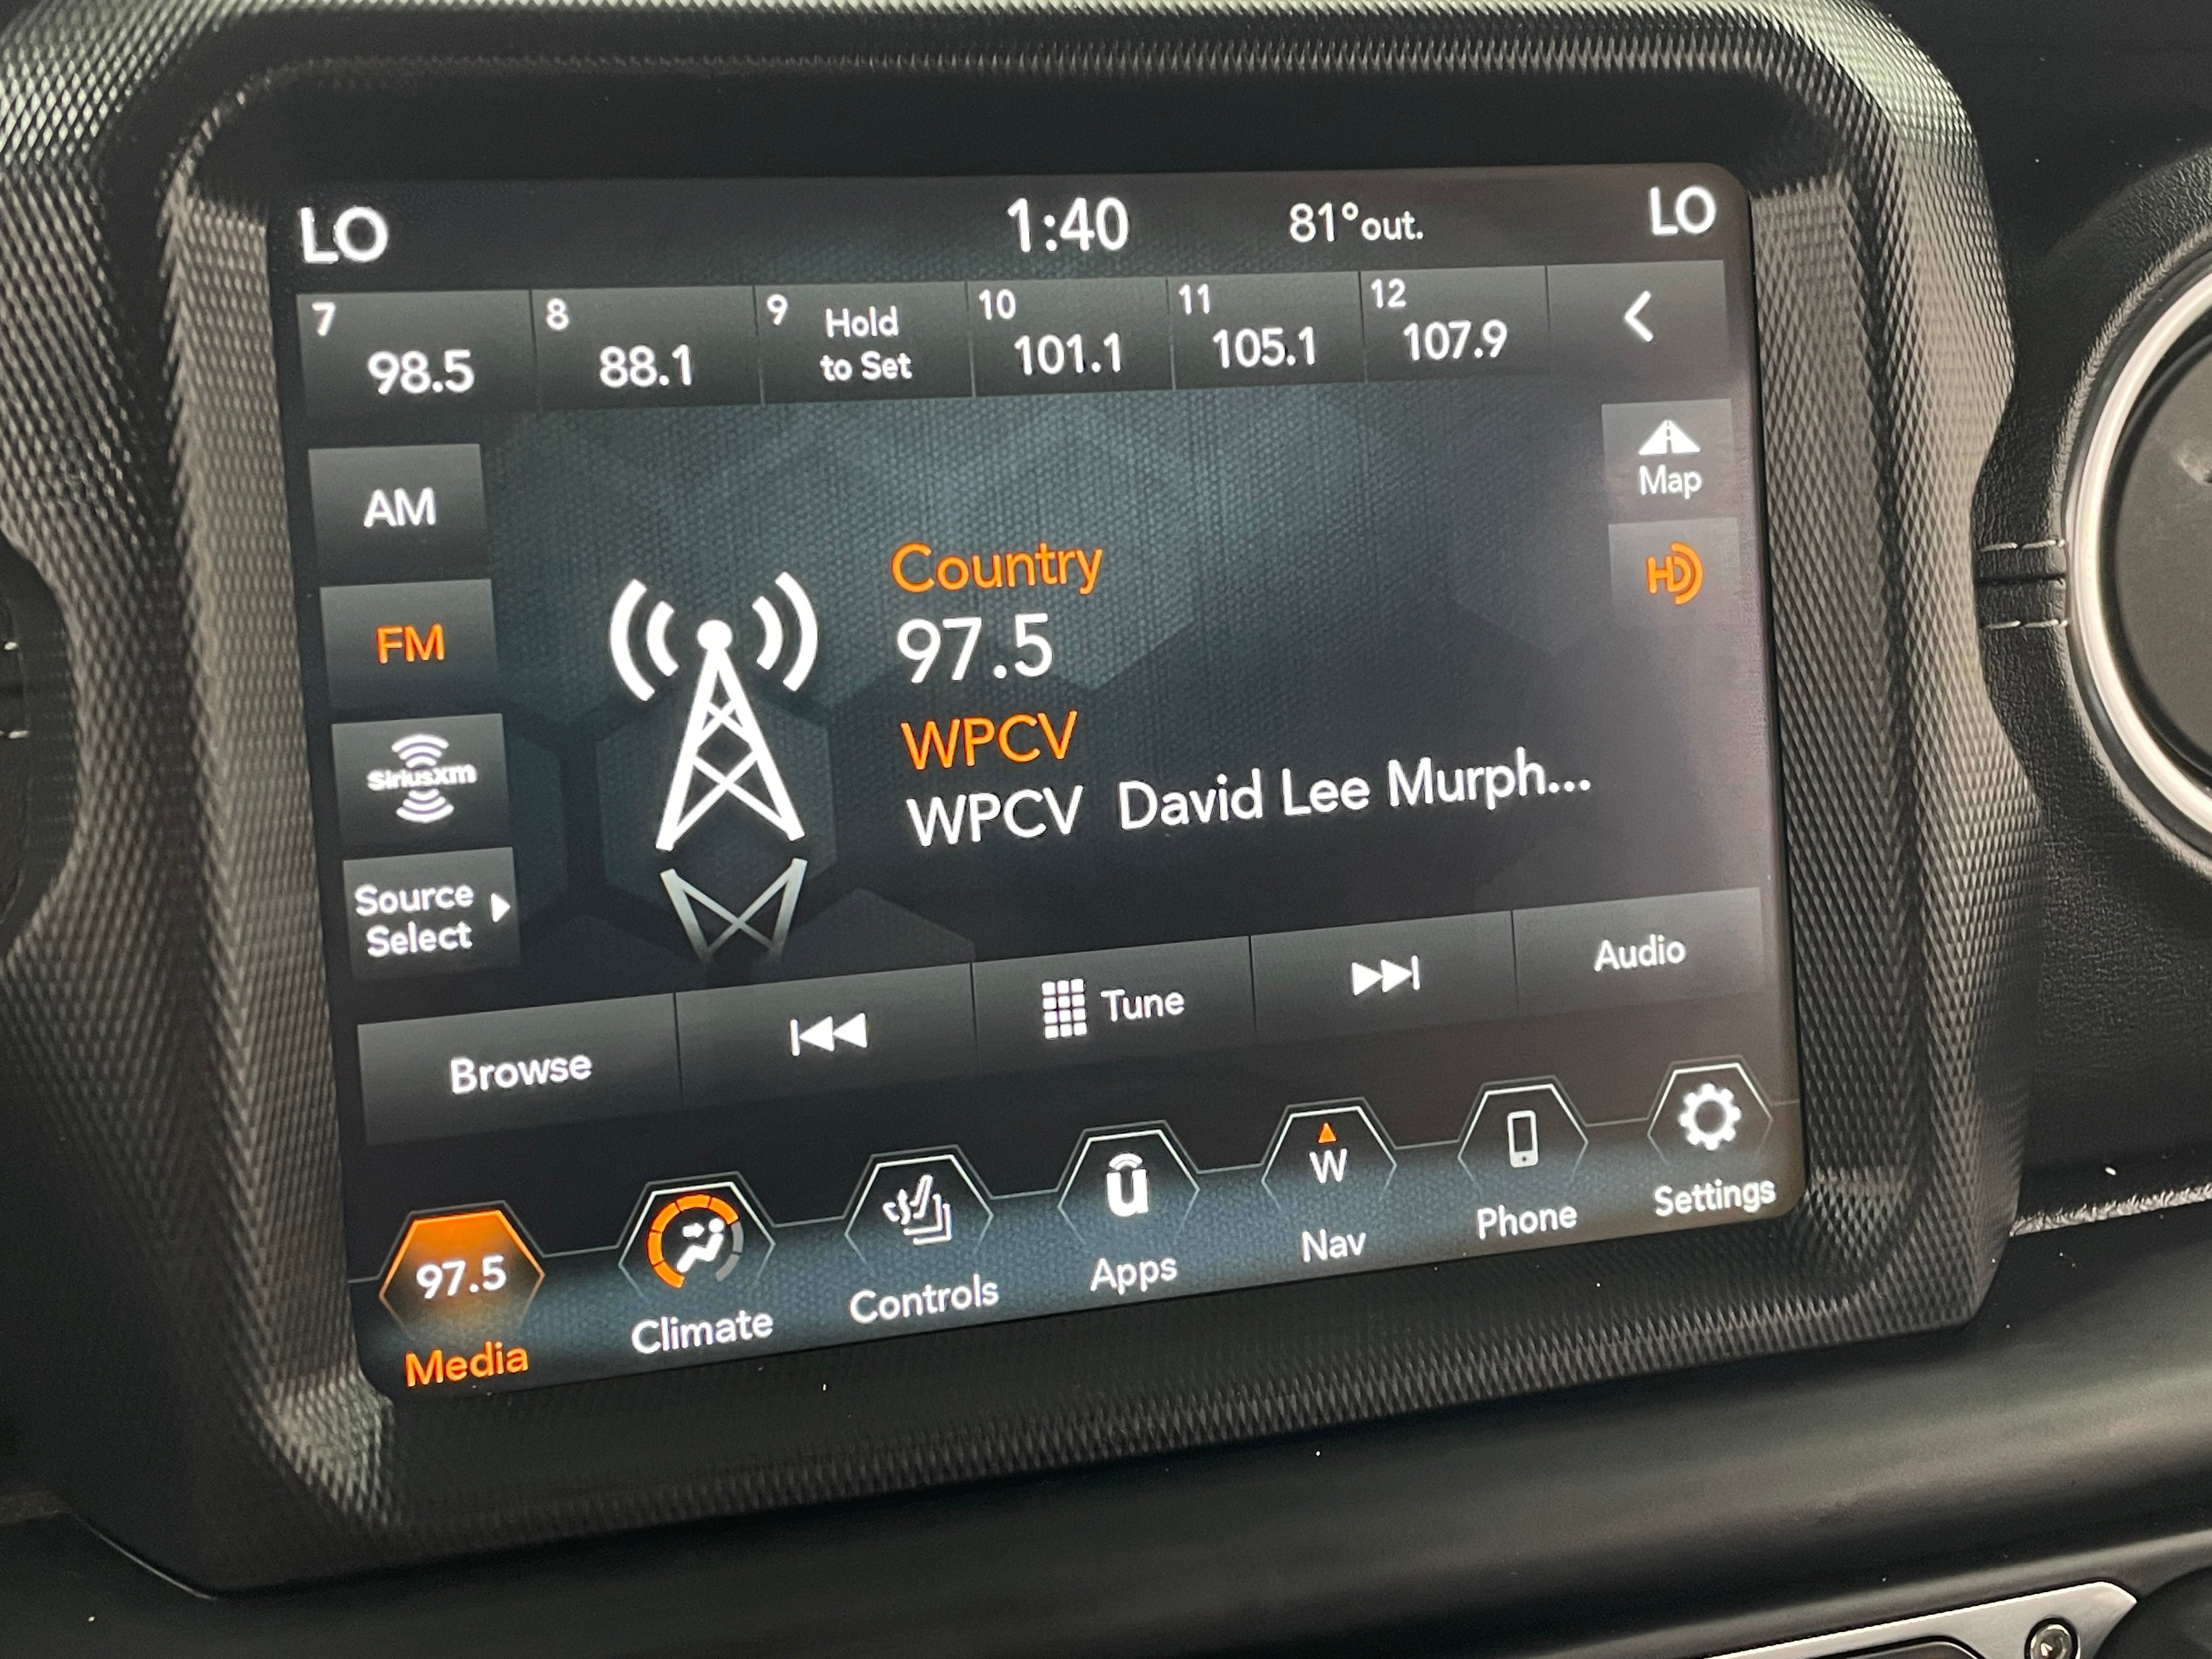 LO 1:40 81°out. LO
7 98.5
8 88.1
9 Hold
to Set
10 101.1
11 105.1
12 107.9
AM
Map
FM
HD
Country
97.5
WPCV
WPCV David Lee Murph...
SiriusXm
Source
Select
Browse
Tune
Audio
97.5
u
W
Media
Climate
Controls
Apps
Nav
Phone
Settings